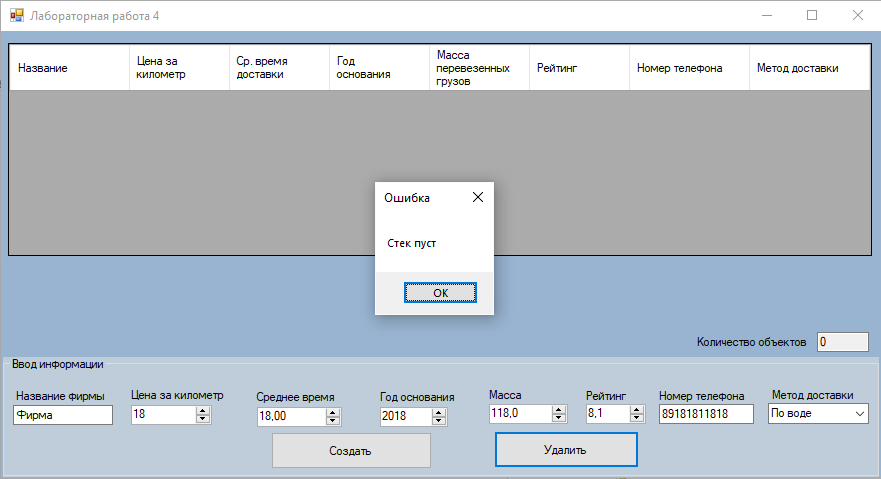 Лабораторная работа 4
Название
Цена за
километр
Ср. время
доставки
Год
основания
Масса
перевезенных
грузов
Рейтинг
Номер телефона
Метод доставки
Ошибка
Стек пуст
ОК
Количество объектов 0
Ввод информации
Название фирмы
Цена за километр
Среднее время
Год основания
Масса
Рейтинг
Номер телефона
Метод доставки
Фирма
18
18,00
2018
118,0
8,1
89181811818
По воде
Создать
Удалить